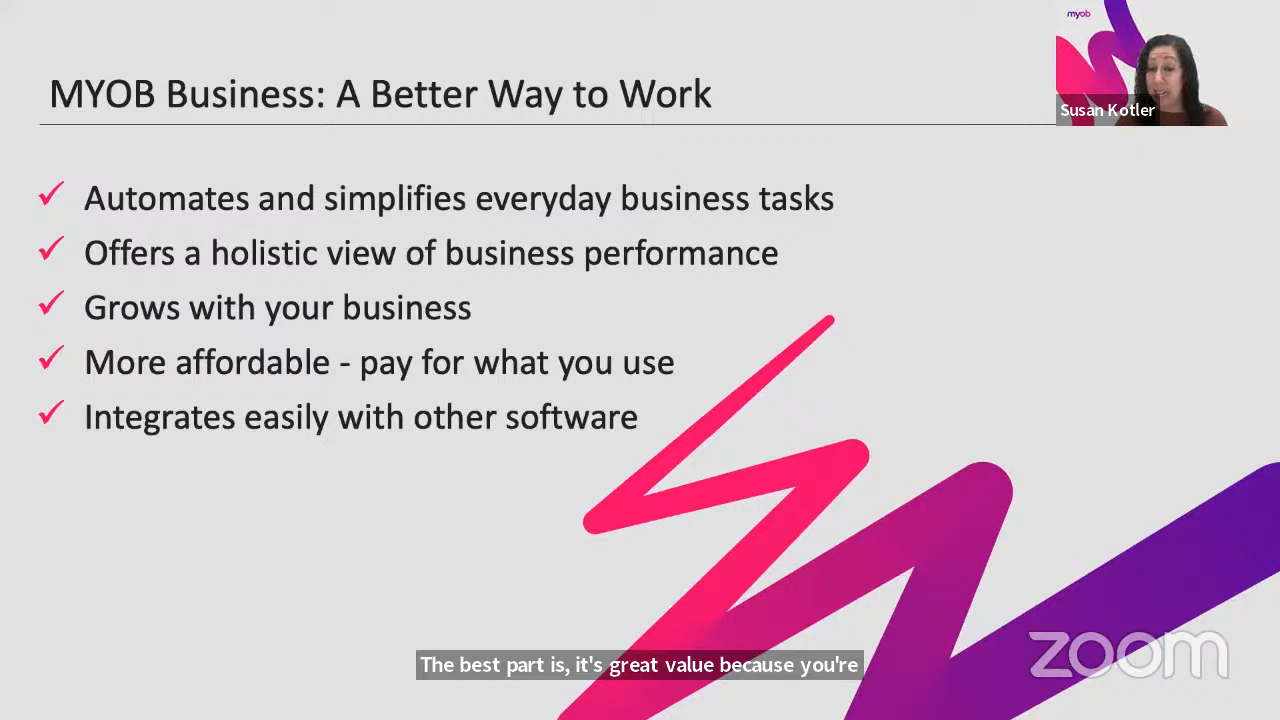 myob
MYOB Business: A Better Way to Work
Susan Kotler
Automates and simplifies everyday business tasks
Offers a holistic view of business performance
Grows with your business
More affordable - pay for what you use
Integrates easily with other software
zoom
The best part is, it's great value because you're